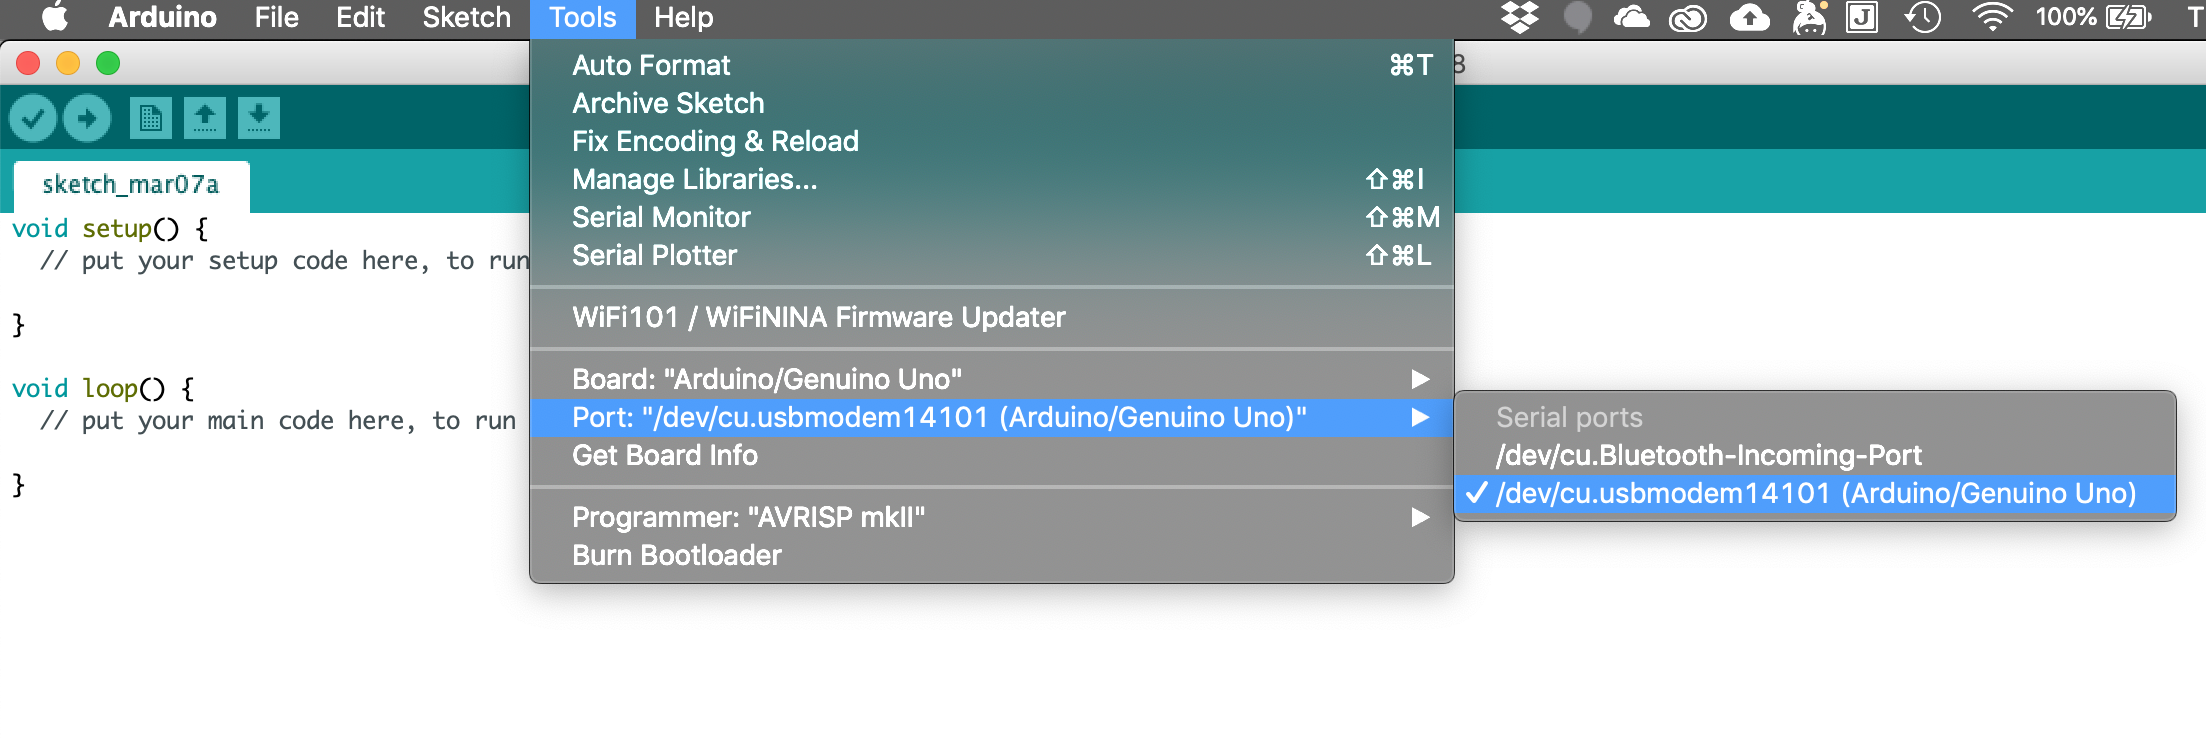 Arduino File Edit Sketch Tools Help 100% T
8
sketch_mar07a
void setup() {
// put your setup code here, to run
}
void loop() {
// put your main code here, to run
}
Auto Format ⌘T
Archive Sketch
Fix Encoding & Reload
Manage Libraries... ⇧⌘I
Serial Monitor ⇧⌘M
Serial Plotter ⇧⌘L
WiFi101 / WiFiNINA Firmware Updater
Board: "Arduino/Genuino Uno"
Port: "/dev/cu.usbmodem14101 (Arduino/Genuino Uno)"
Get Board Info
Programmer: "AVRISP mkII"
Burn Bootloader
Serial ports
/dev/cu.Bluetooth-Incoming-Port
✓ /dev/cu.usbmodem14101 (Arduino/Genuino Uno)